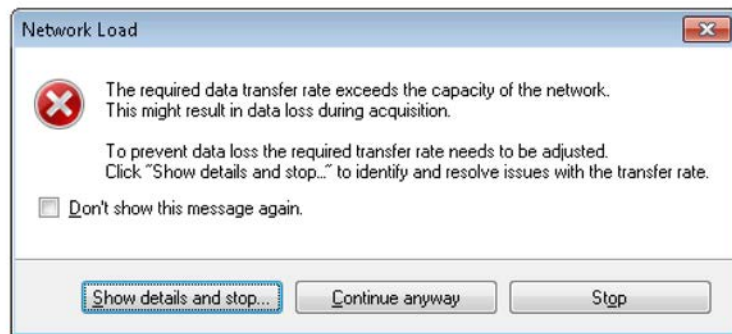 Network Load
The required data transfer rate exceeds the capacity of the network.
This might result in data loss during acquisition.
To prevent data loss the required transfer rate needs to be adjusted.
Click "Show details and stop..." to identify and resolve issues with the transfer rate.
Don't show this message again.
Show details and stop... Continue anyway Stop